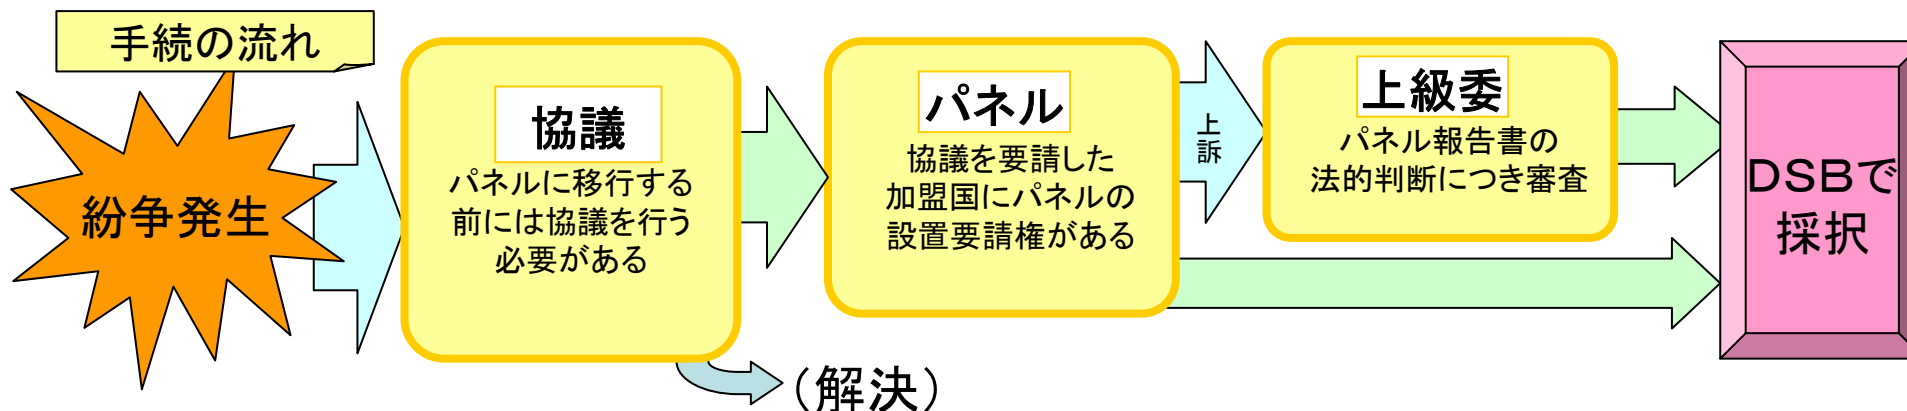 手続の流れ
紛争発生
協議
パネルに移行する
前には協議を行う
必要がある
(解決)
パネル
協議を要請した
加盟国にパネルの
設置要請権がある
上
訴
上級委
パネル報告書の
法的判断につき審査
DSBで
採択